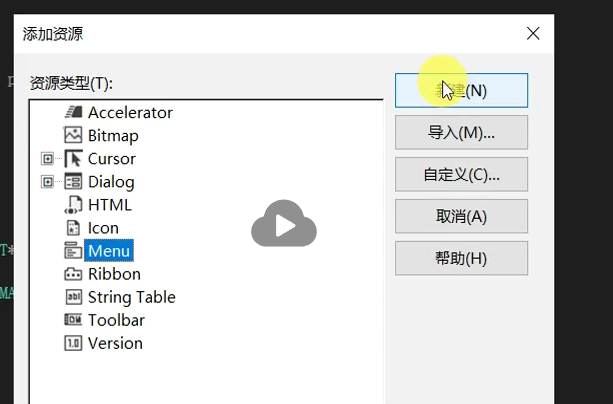 添加资源
资源类型(T):
Accelerator
Bitmap
Cursor
Dialog
HTML
Icon
Menu
Ribbon
String Table
Toolbar
Version
新建(N)
导入(M)...
自定义(C)...
取消(A)
帮助(H)
p
T*
MA